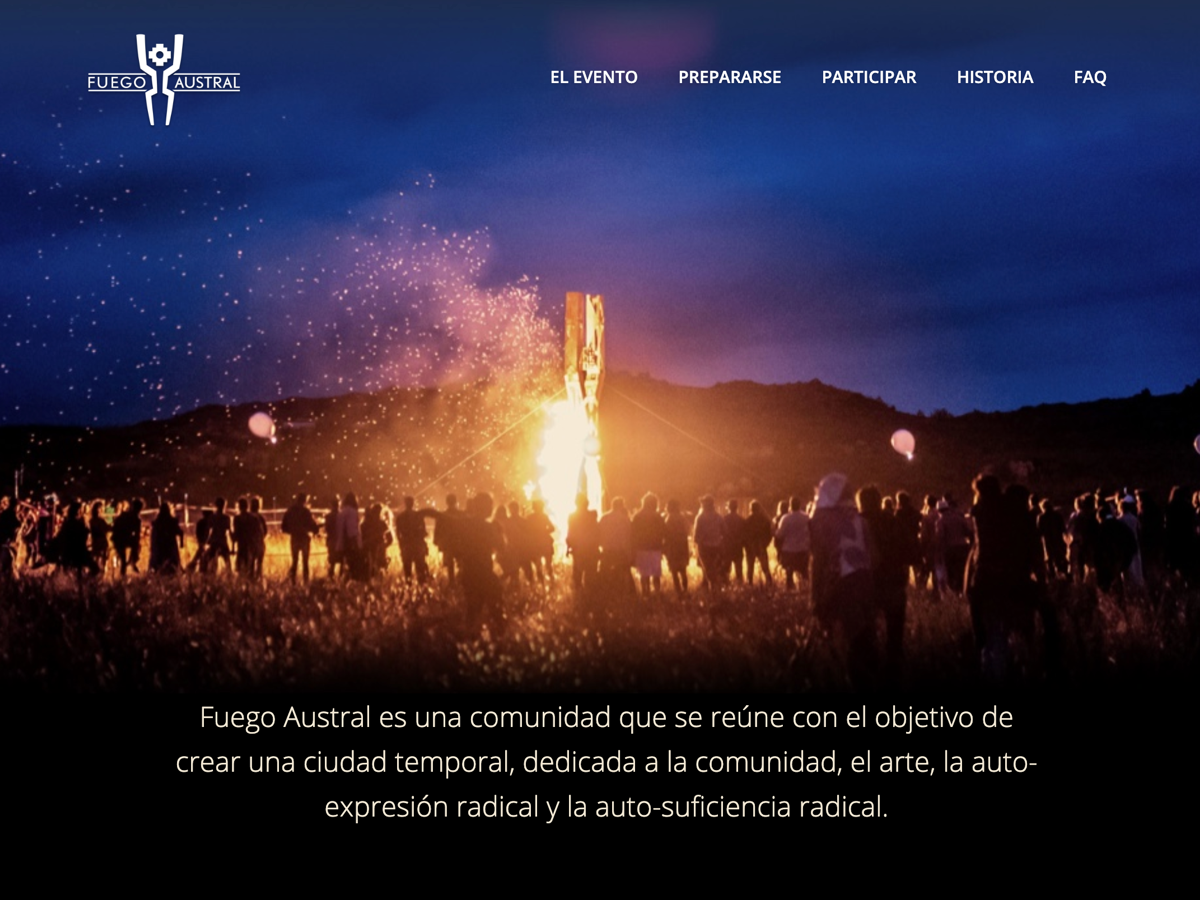 FUEGO AUSTRAL
EL EVENTO PREPARARSE PARTICIPAR HISTORIA FAQ
Fuego Austral es una comunidad que se reúne con el objetivo de
crear una ciudad temporal, dedicada a la comunidad, el arte, la auto-
expresión radical y la auto-suficiencia radical.